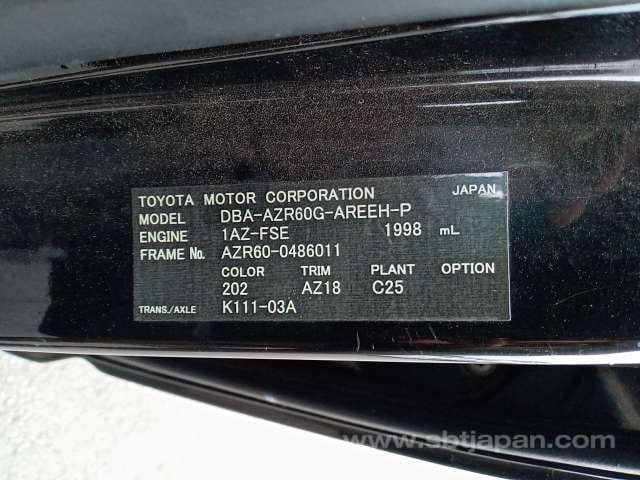 TOYOTA MOTOR CORPORATION JAPAN
MODEL DBA-AZR60G-AREEH-P
ENGINE 1AZ-FSE 1998 mL
FRAME No. AZR60-0486011
COLOR TRIM PLANT OPTION
202 AZ18 C25
TRANS./AXLE K111-03A
www.sbtjapan.com